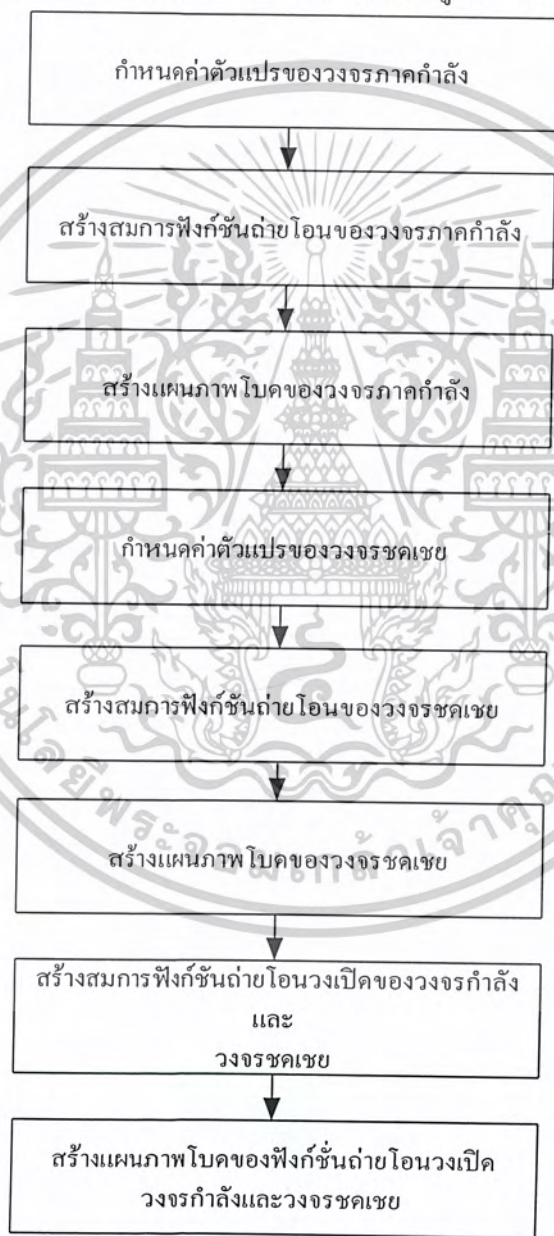 กำหนดค่าตัวแปรของวงจรภาคกำลัง
สร้างสมการฟังก์ชันถ่ายโอนของวงจรภาคกำลัง
สร้างแผนภาพโบดของวงจรภาคกำลัง
กำหนดค่าตัวแปรของวงจรชดเชย
สร้างสมการฟังก์ชันถ่ายโอนของวงจรชดเชย
สร้างแผนภาพโบดของวงจรชดเชย
สร้างสมการฟังก์ชันถ่ายโอนวงเปิดของวงจรกำลัง
และ
วงจรชดเชย
สร้างแผนภาพโบดของฟังก์ชั่นถ่ายโอนวงเปิด
วงจรกำลังและวงจรชดเชย